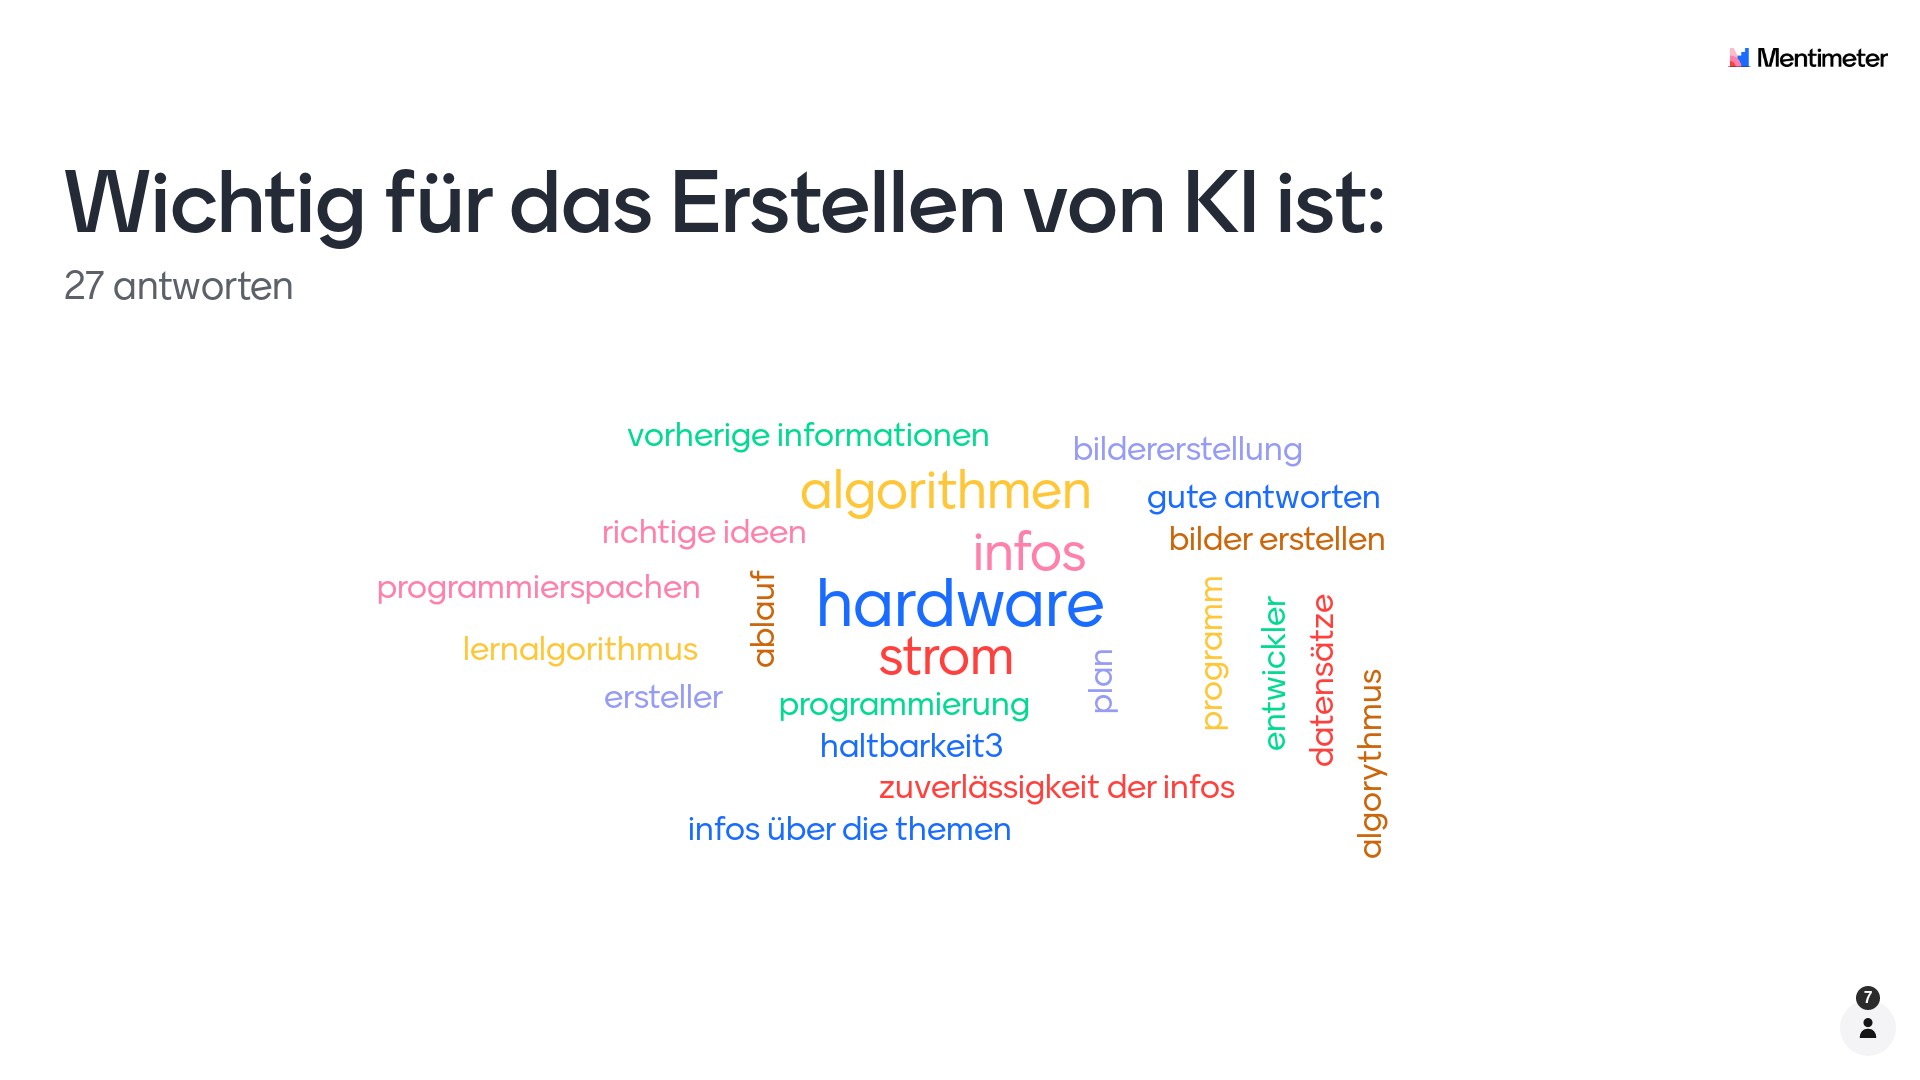 Mentimeter
Wichtig für das Erstellen von KI ist:
27 antworten
vorherige informationen
bildererstellung
algorithmen
gute antworten
richtige ideen
infos
bilder erstellen
programmierspachen
ablauf
hardware
programm
entwickler
datensätze
lernalgorithmus
strom
plan
algorythmus
ersteller
programmierung
haltbarkeit3
zuverlässigkeit der infos
infos über die themen
7